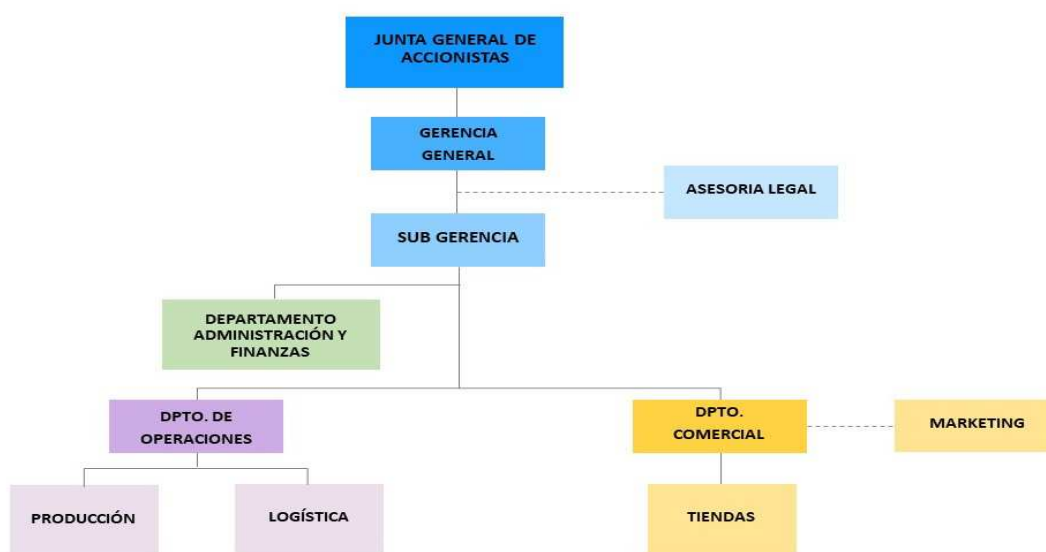 JUNTA GENERAL DE
ACCIONISTAS
GERENCIA
GENERAL
ASESORIA LEGAL
SUB GERENCIA
DEPARTAMENTO
ADMINISTRACIÓN Y
FINANZAS
DPTO. DE
OPERACIONES
DPTO.
COMERCIAL
MARKETING
PRODUCCIÓN
LOGÍSTICA
TIENDAS